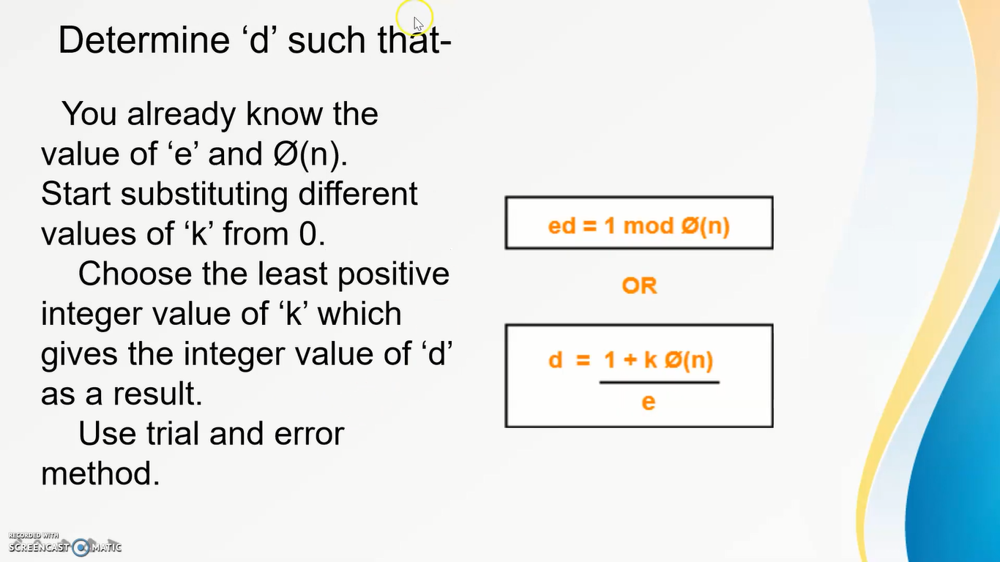 Determine ‘d’ such that-
You already know the
value of ‘e’ and Ø(n).
Start substituting different
values of ‘k’ from 0.
Choose the least positive
integer value of ‘k’ which
gives the integer value of ‘d’
as a result.
Use trial and error
method.
ed = 1 mod Ø(n)
OR
d = 1 + k Ø(n)
e
RECORDED WITH
SCREENCAST MATIC